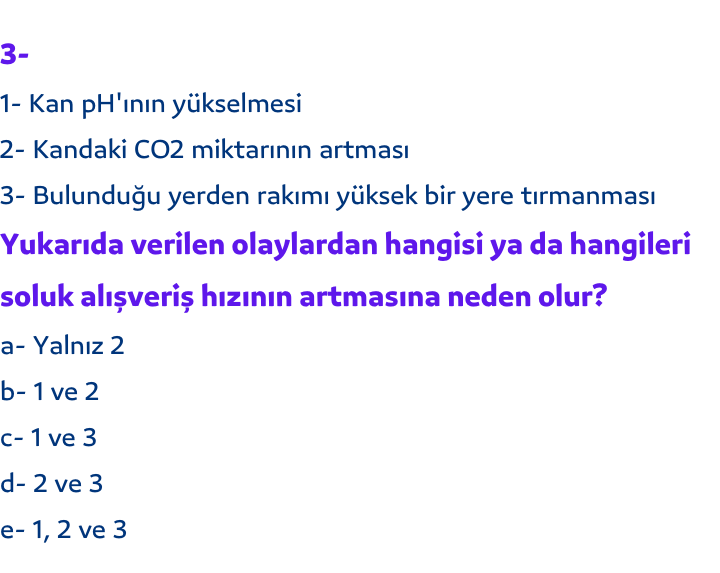 3-
1- Kan pH'ının yükselmesi
2- Kandaki CO2 miktarının artması
3- Bulunduğu yerden rakımı yüksek bir yere tırmanması
Yukarıda verilen olaylardan hangisi ya da hangileri
soluk alışveriş hızının artmasına neden olur?
a- Yalnız 2
b- 1 ve 2
c- 1 ve 3
d- 2 ve 3
e- 1, 2 ve 3